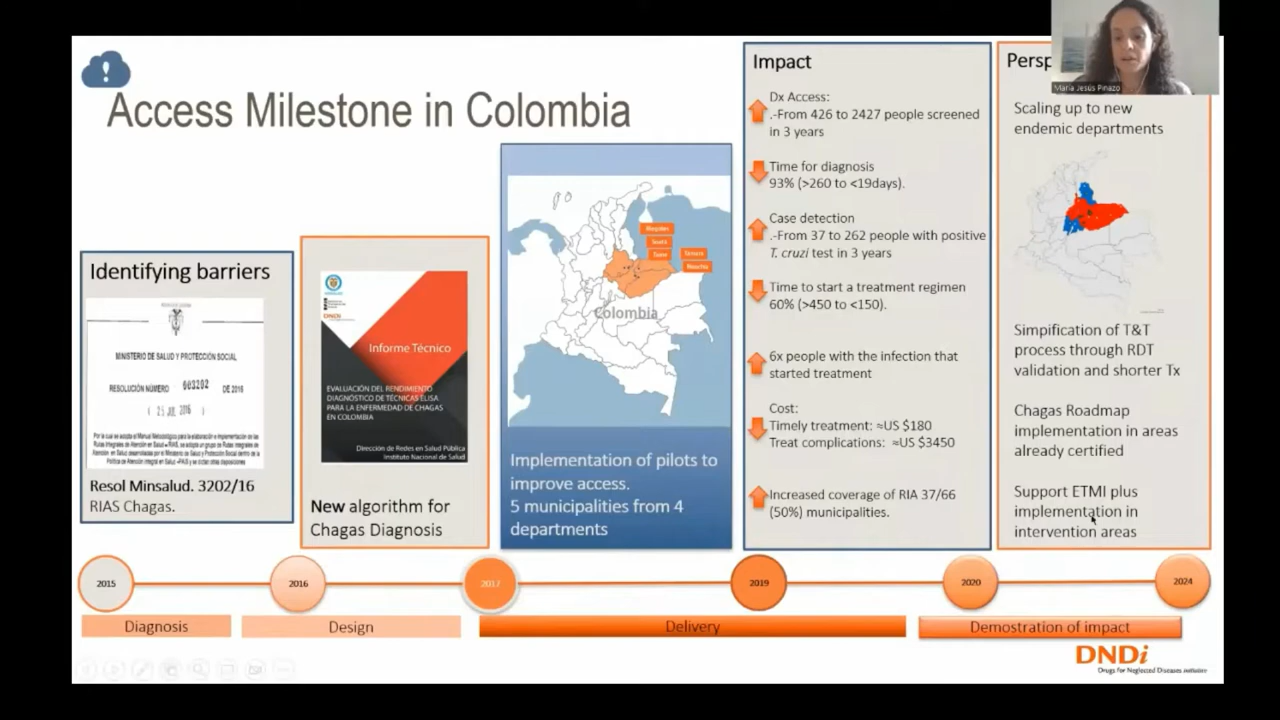 Access Milestone in Colombia
Identifying barriers
MINISTERIO DE SALUD Y PROTECCIÓN SOCIAL
RESOLUCIÓN NÚMERO 003202 DE 2016
( 25 JUL 2016 )
Resol Minsalud. 3202/16
RIAS Chagas.
DNDi
Informe Técnico
EVALUACIÓN DEL RENDIMIENTO
DIAGNÓSTICO DE TÉCNICAS ELISA
PARA LA ENFERMEDAD DE CHAGAS
EN COLOMBIA
Dirección de Redes en Salud Pública
Instituto Nacional de Salud
New algorithm for
Chagas Diagnosis
Colombia
Implementation of pilots to
improve access.
5 municipalities from 4
departments
Impact
Dx Access:
.-From 426 to 2427 people screened
in 3 years
Time for diagnosis
93% (>260 to <19days).
Case detection
.-From 37 to 262 people with positive
T. cruzi test in 3 years
Time to start a treatment regimen
60% (>450 to <150).
6x people with the infection that
started treatment
Cost:
Timely treatment: ≈US $180
Treat complications: ≈US $3450
Increased coverage of RIA 37/66
(50%) municipalities.
Persp
María Jesús Pinazo
Scaling up to new
endemic departments
Simpification of T&T
process through RDT
validation and shorter Tx
Chagas Roadmap
implementation in areas
already certified
Support ETMI plus
implementation in
intervention areas
2015
2016
2017
2019
2020
2024
Diagnosis
Design
Delivery
Demostration of impact
DNDi
Drugs for Neglected Diseases initiative